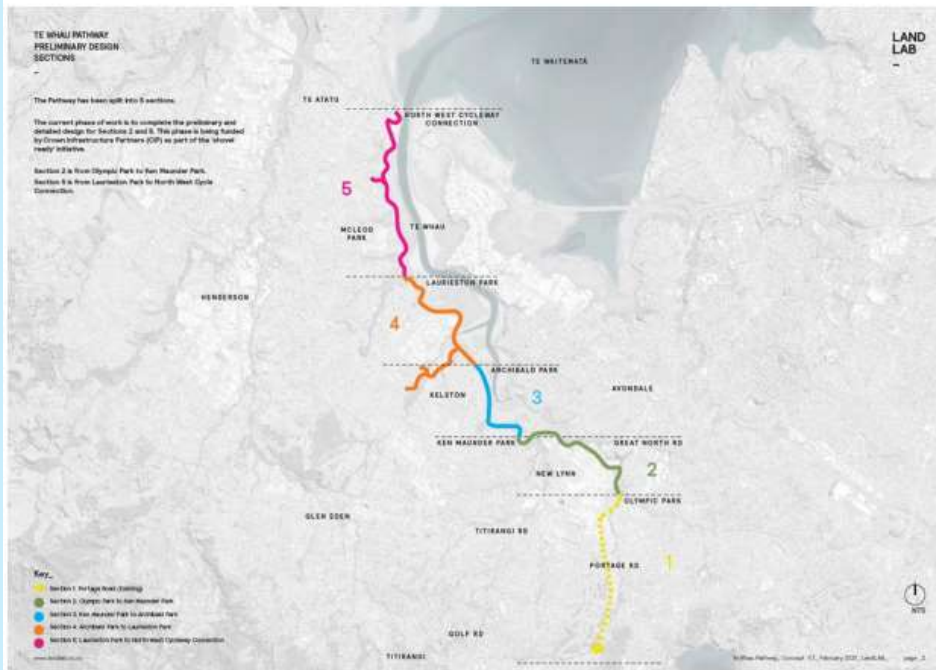 TE WHAU PATHWAY
PRELIMINARY DESIGN
SECTIONS
–
The Pathway has been split into 5 sections.
The current phase of work is to complete the preliminary and
detailed design for Sections 2 and 5. This phase is being funded
by Crown Infrastructure Partners (CIP) as part of the 'shovel
ready' initiative.
Section 2 is from Olympic Park to Ken Maunder Park.
Section 5 is from Laurieston Park to North West Cycle
Connection.
LAND
LAB
–
TE WAITEMATĀ
TE ATATU
NORTH WEST CYCLEWAY
CONNECTION
5
MCLEOD
PARK
TE WHAU
LAURIESTON PARK
HENDERSON
4
ARCHIBALD PARK
KELSTON
3
AVONDALE
KEN MAUNDER PARK
GREAT NORTH RD
NEW LYNN
2
OLYMPIC PARK
GLEN EDEN
TITIRANGI RD
PORTAGE RD
1
GOLF RD
TITIRANGI
Key_
Section 1: Portage Road (Existing)
Section 2: Olympic Park to Ken Maunder Park
Section 3: Ken Maunder Park to Archibald Park
Section 4: Archibald Park to Laurieston Park
Section 5: Laurieston Park to North West Cycleway Connection
NTS